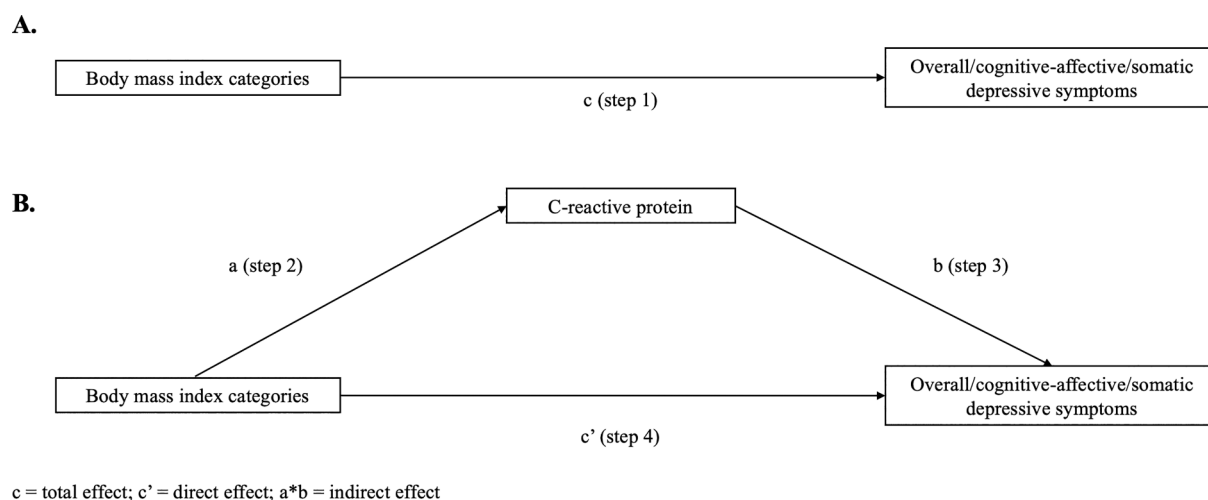 A.
Body mass index categories
c (step 1)
Overall/cognitive-affective/somatic
depressive symptoms
B.
C-reactive protein
a (step 2)
b (step 3)
Body mass index categories
c’ (step 4)
Overall/cognitive-affective/somatic
depressive symptoms
c = total effect; c’ = direct effect; a*b = indirect effect